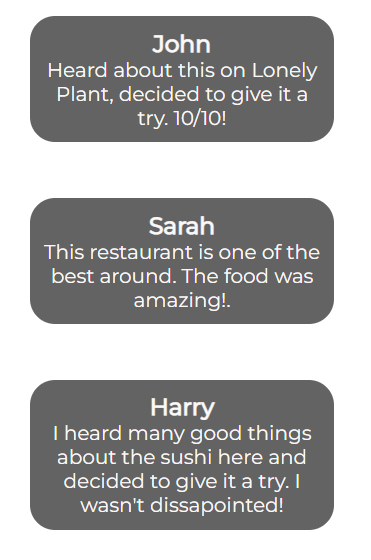 John
Heard about this on Lonely
Plant, decided to give it a
try. 10/10!
Sarah
This restaurant is one of the
best around. The food was
amazing!.
Harry
I heard many good things
about the sushi here and
decided to give it a try. I
wasn't dissapointed!